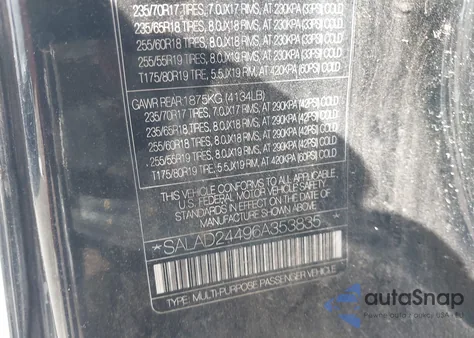 235/70R17 TIRES, 7.0JX17 RIMS, AT 230KPA (33PSI) COLD
235/65R18 TIRES, 8.0JX18 RIMS, AT 230KPA (33PSI) COLD
255/60R18 TIRES, 8.0JX18 RIMS, AT 230KPA (33PSI) COLD
255/55R19 TIRES, 8.0JX19 RIMS, AT 230KPA (33PSI) COLD
T175/80R19 TIRE, 5.5JX19 RIM, AT 420KPA (60PSI) COLD
GAWR REAR 1875KG (4134LB)
235/70R17 TIRES, 7.0JX17 RIMS, AT 290KPA (42PSI) COLD
235/65R18 TIRES, 8.0JX18 RIMS, AT 290KPA (42PSI) COLD
255/60R18 TIRES, 8.0JX18 RIMS, AT 290KPA (42PSI) COLD
255/55R19 TIRES, 8.0JX19 RIMS, AT 290KPA (42PSI) COLD
T175/80R19 TIRE, 5.5JX19 RIM, AT 420KPA (60PSI) COLD
THIS VEHICLE CONFORMS TO ALL APPLICABLE
U.S. FEDERAL MOTOR VEHICLE SAFETY STANDARDS
IN EFFECT ON THE DATE OF MANUFACTURE SHOWN ABOVE.
*SALAD24496A353835*
TYPE: MULTI-PURPOSE PASSENGER VEHICLE
autoSnap